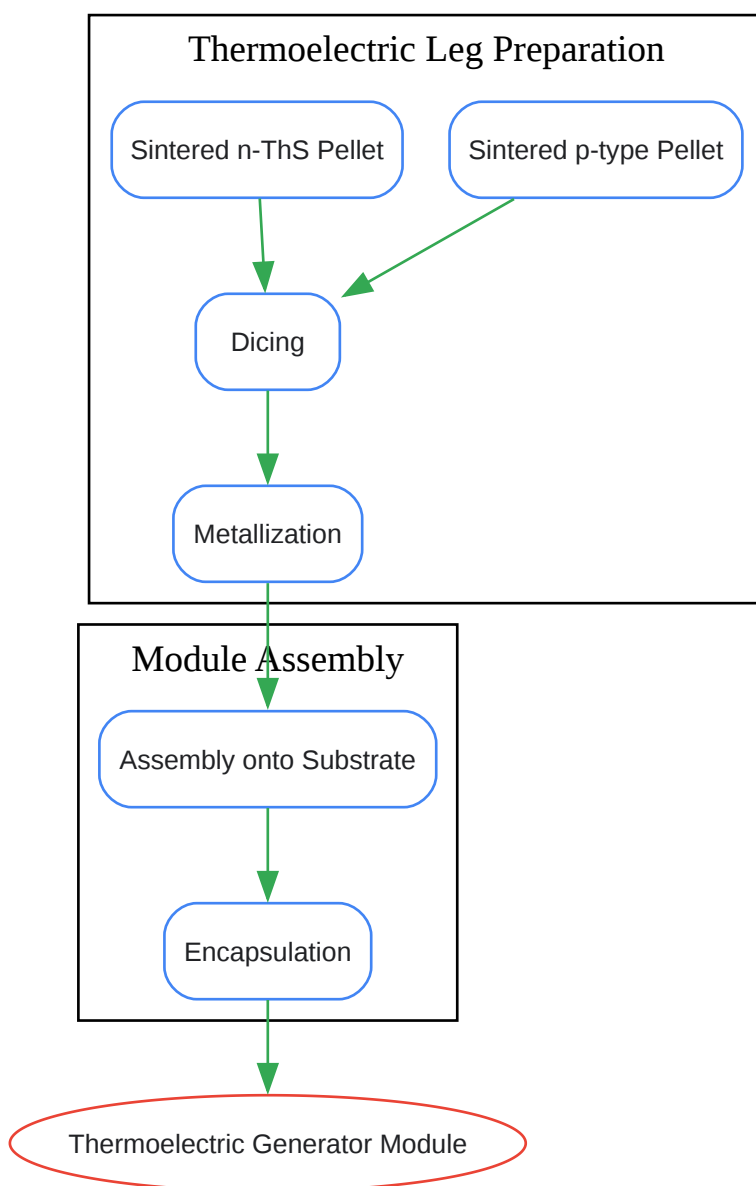 Thermoelectric Leg Preparation
Sintered n-ThS Pellet
Sintered p-type Pellet
Dicing
Metallization
Module Assembly
Assembly onto Substrate
Encapsulation
Thermoelectric Generator Module